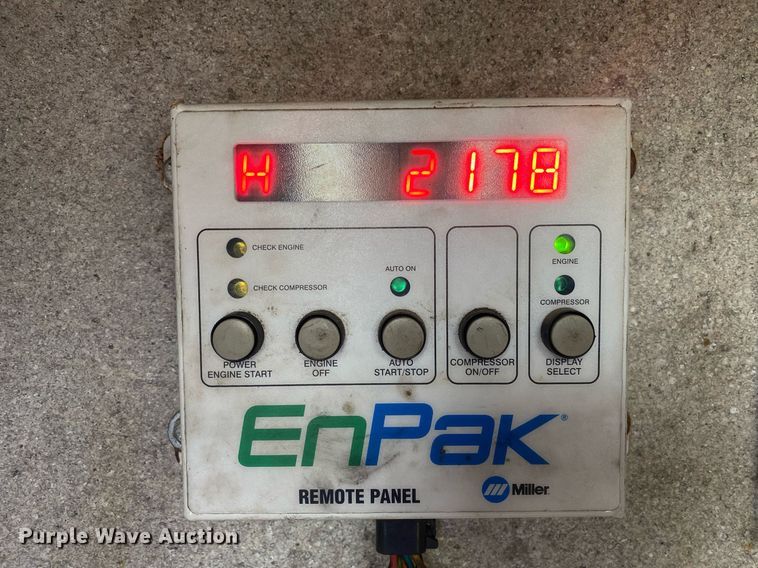 H 2178
CHECK ENGINE
CHECK COMPRESSOR
AUTO ON
ENGINE
COMPRESSOR
POWER
ENGINE START
ENGINE
OFF
AUTO
START/STOP
COMPRESSOR
ON/OFF
DISPLAY
SELECT
EnPak®
REMOTE PANEL
Miller
Purple Wave Auction